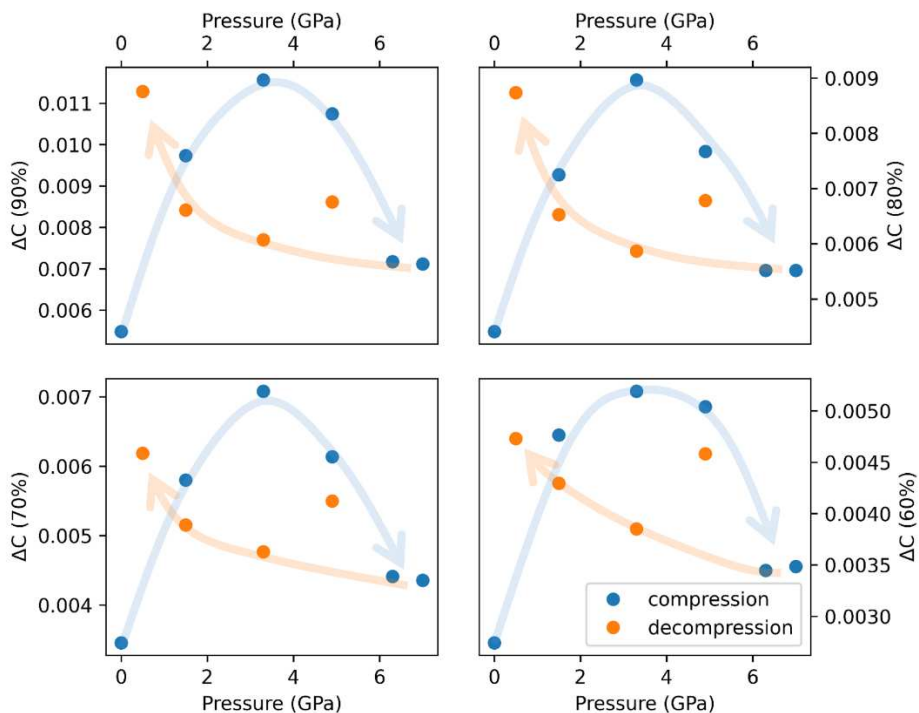 Pressure (GPa)
Pressure (GPa)
0 2 4 6
0 2 4 6
ΔC (90%)
0.011
0.010
0.009
0.008
0.007
0.006
0.009
0.008
0.007
0.006
0.005
ΔC (80%)
ΔC (70%)
0.007
0.006
0.005
0.004
0.0050
0.0045
0.0040
0.0035
0.0030
ΔC (60%)
compression
decompression
0 2 4 6
0 2 4 6
Pressure (GPa)
Pressure (GPa)